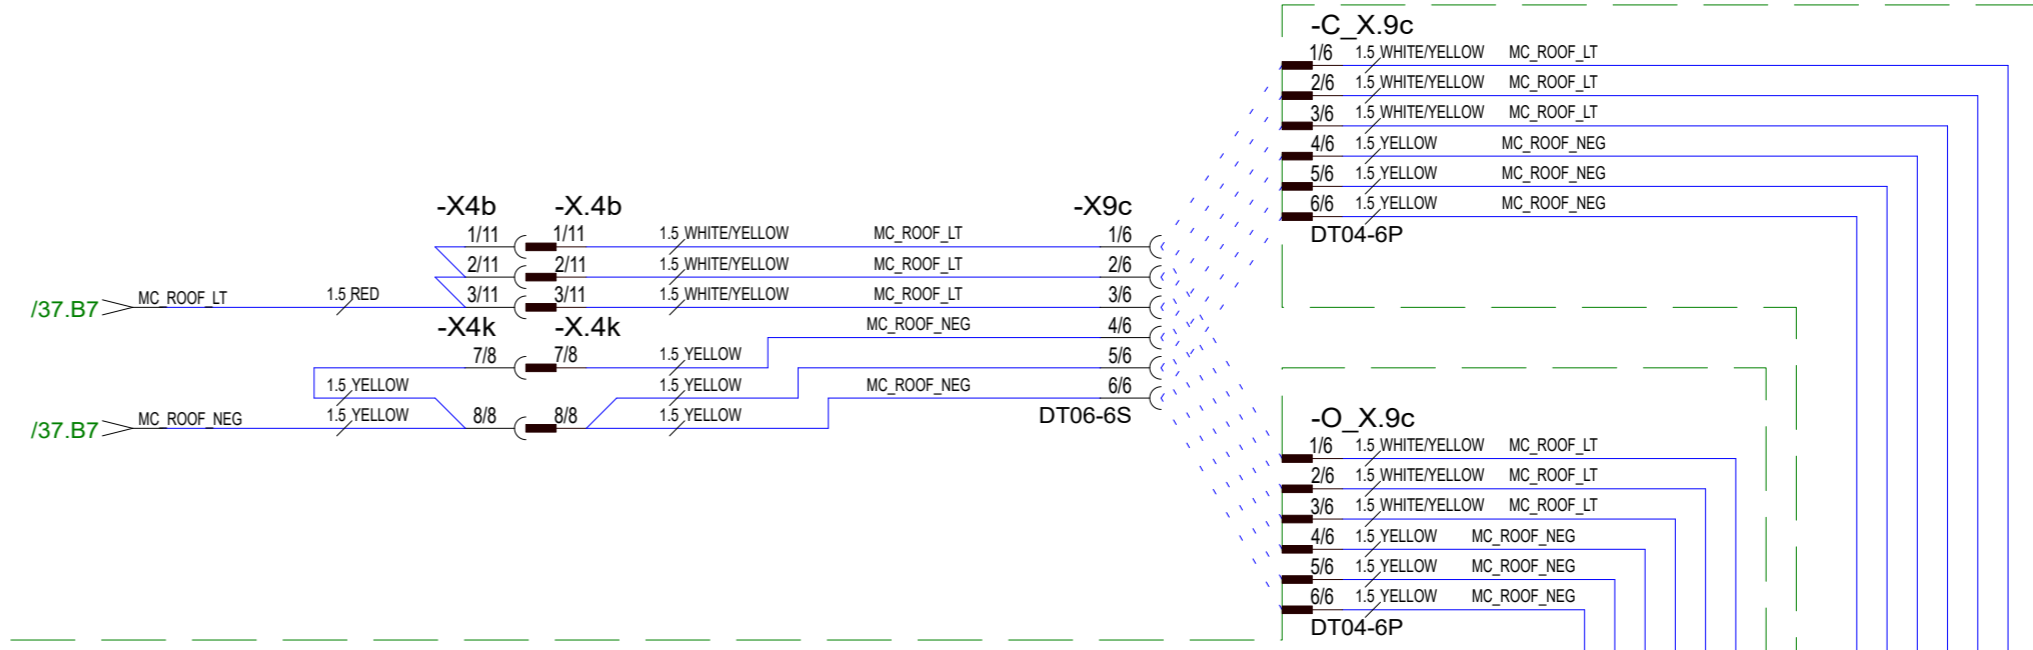 -C_X.9c
1/6 1.5 WHITE/YELLOW MC_ROOF_LT
2/6 1.5 WHITE/YELLOW MC_ROOF_LT
3/6 1.5 WHITE/YELLOW MC_ROOF_LT
4/6 1.5 YELLOW MC_ROOF_NEG
5/6 1.5 YELLOW MC_ROOF_NEG
6/6 1.5 YELLOW MC_ROOF_NEG
DT04-6P
-X4b -X.4b -X9c
1/11 1/11 1.5 WHITE/YELLOW MC_ROOF_LT 1/6
2/11 2/11 1.5 WHITE/YELLOW MC_ROOF_LT 2/6
/37.B7 MC_ROOF_LT 1.5 RED 3/11 3/11 1.5 WHITE/YELLOW MC_ROOF_LT 3/6
-X4k -X.4k MC_ROOF_NEG 4/6
7/8 7/8 1.5 YELLOW 5/6
1.5 YELLOW 1.5 YELLOW MC_ROOF_NEG 6/6
/37.B7 MC_ROOF_NEG 1.5 YELLOW 8/8 8/8 1.5 YELLOW DT06-6S
-O_X.9c
1/6 1.5 WHITE/YELLOW MC_ROOF_LT
2/6 1.5 WHITE/YELLOW MC_ROOF_LT
3/6 1.5 WHITE/YELLOW MC_ROOF_LT
4/6 1.5 YELLOW MC_ROOF_NEG
5/6 1.5 YELLOW MC_ROOF_NEG
6/6 1.5 YELLOW MC_ROOF_NEG
DT04-6P